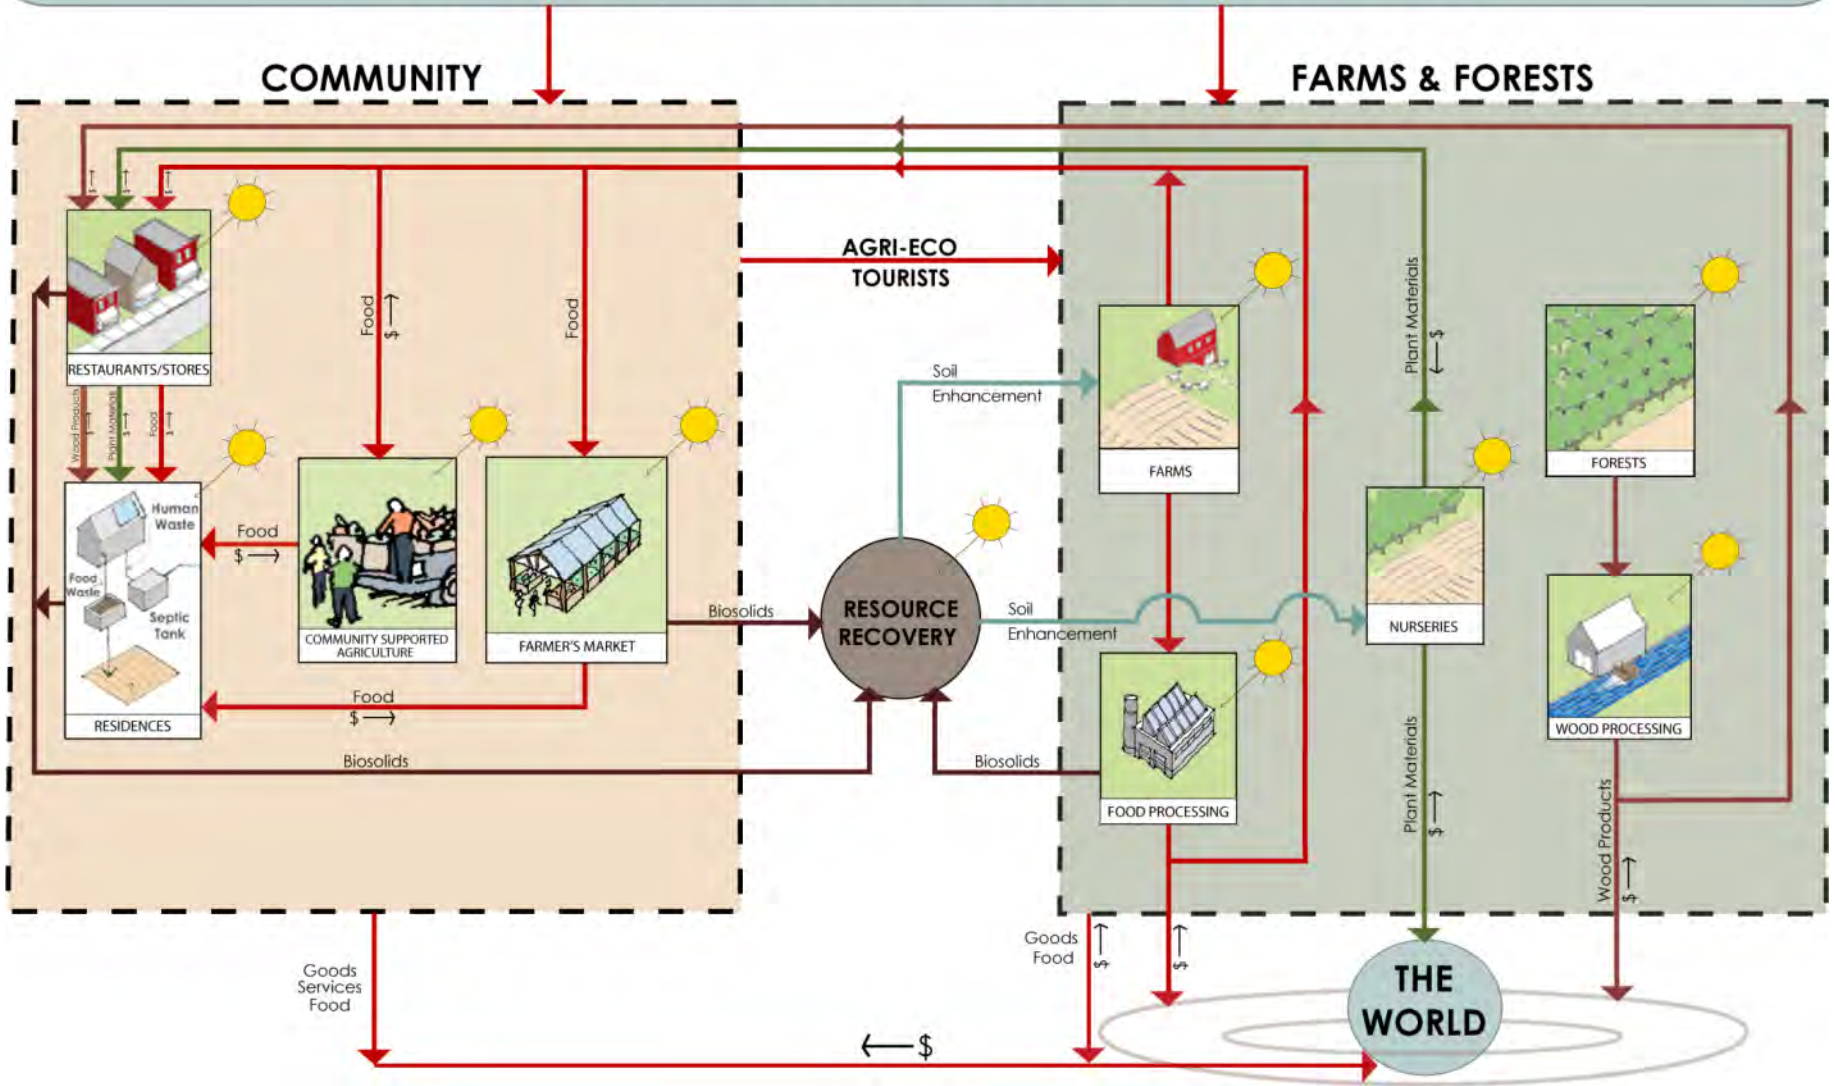 COMMUNITY
FARMS & FORESTS
$
$
$
AGRI-ECO
TOURISTS
Food
$
Food
Plant Materials
$
RESTAURANTS/STORES
Wood Products
$
Plant Materials
$
Food
$
Soil
Enhancement
FARMS
FORESTS
Human
Waste
Food
Waste
Septic
Tank
RESIDENCES
Food
$
COMMUNITY SUPPORTED
AGRICULTURE
FARMER'S MARKET
Biosolids
RESOURCE
RECOVERY
Soil
Enhancement
NURSERIES
Food
$
WOOD PROCESSING
Biosolids
Biosolids
FOOD PROCESSING
Plant Materials
$
Wood Products
$
Goods
Food
$
$
Goods
Services
Food
$
THE
WORLD